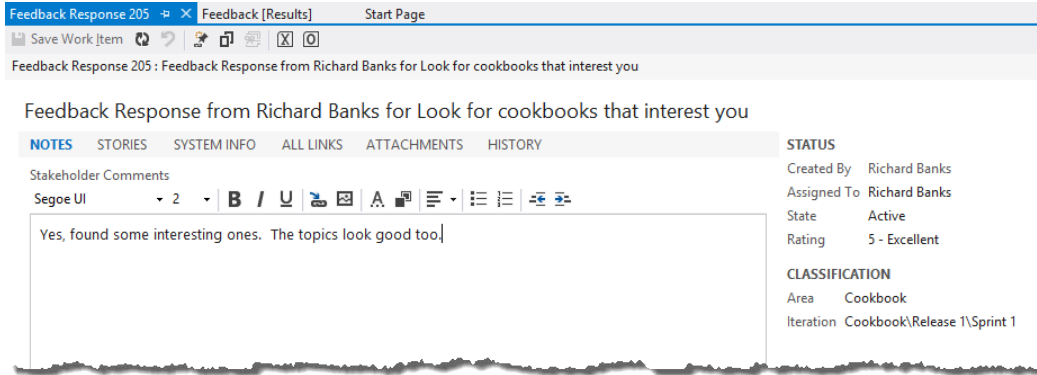 Feedback Response 205 Feedback [Results] Start Page
Save Work Item X O
Feedback Response 205 : Feedback Response from Richard Banks for Look for cookbooks that interest you
Feedback Response from Richard Banks for Look for cookbooks that interest you
NOTES STORIES SYSTEM INFO ALL LINKS ATTACHMENTS HISTORY
Stakeholder Comments
Segoe UI 2 B I U A
Yes, found some interesting ones. The topics look good too.
STATUS
Created By Richard Banks
Assigned To Richard Banks
State Active
Rating 5 - Excellent
CLASSIFICATION
Area Cookbook
Iteration Cookbook\Release 1\Sprint 1